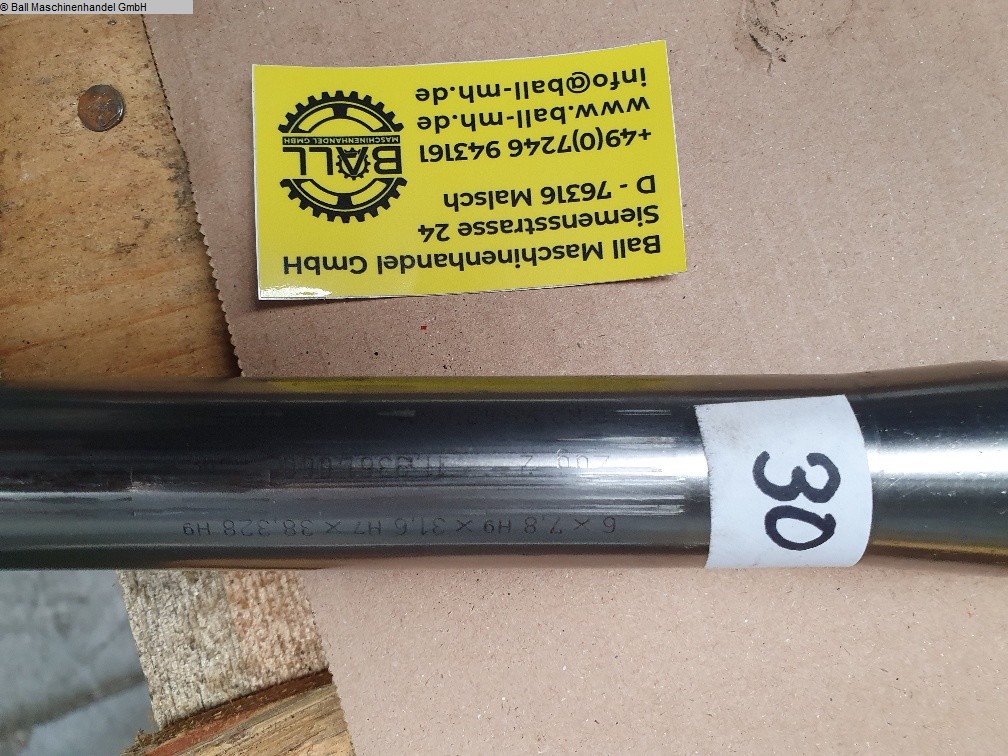 © Ball Maschinenhandel GmbH
Ball Maschinenhandel GmbH
Siemensstrasse 24
D - 76316 Malsch
+49(0)7246 943161
www.ball-mh.de
info@ball-mh.de
BALL
MASCHINENHANDEL GMBH
6 X 7,8 H9 X 31,6 H7 X 38,328 H9
30